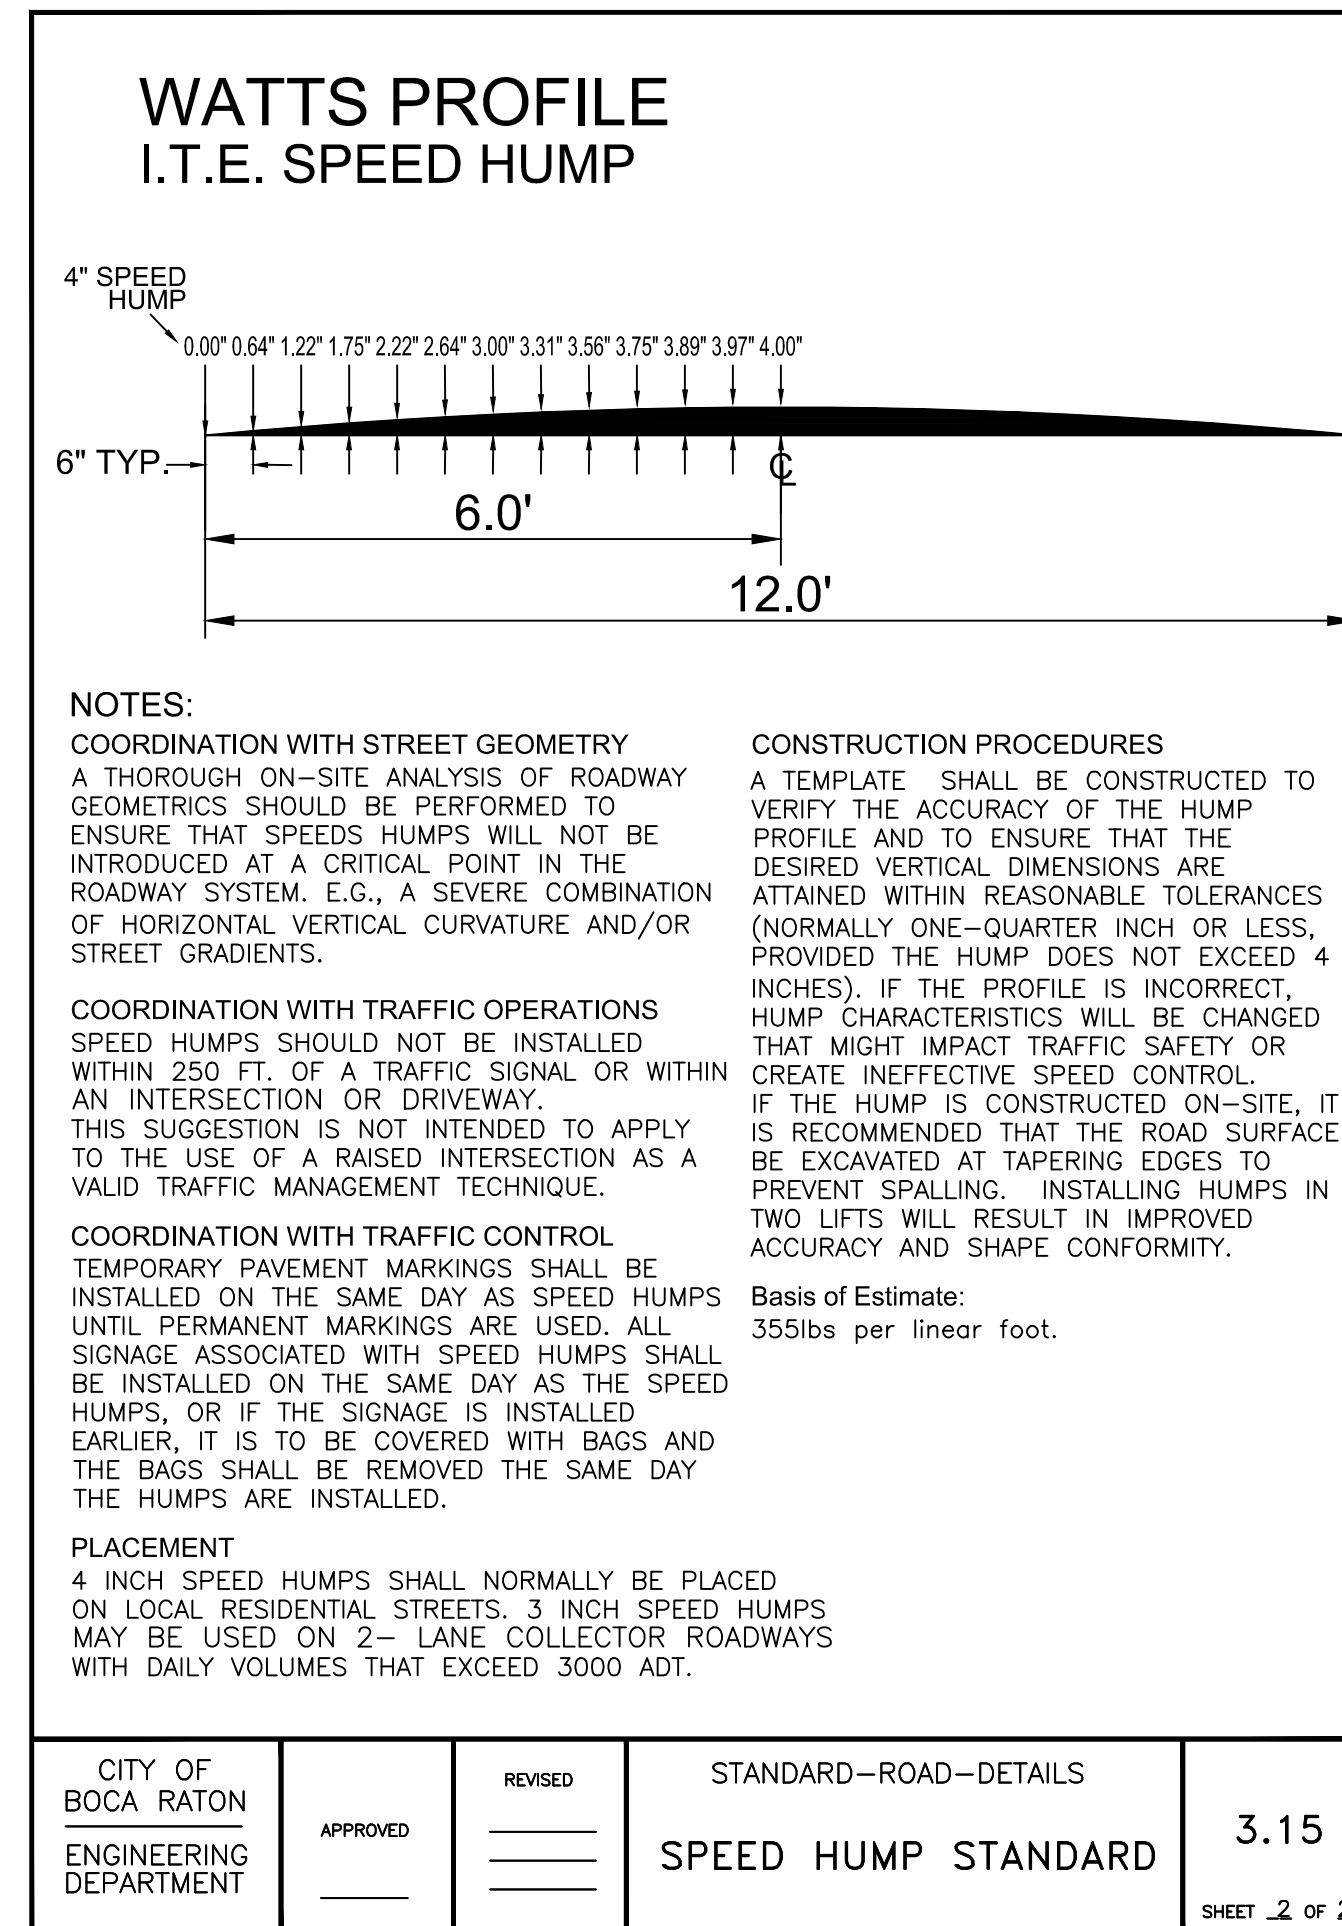 WATTS PROFILE
I.T.E. SPEED HUMP
4" SPEED
HUMP
0.00" 0.64" 1.22" 1.75" 2.22" 2.64" 3.00" 3.31" 3.56" 3.75" 3.89" 3.97" 4.00"
6" TYP.
℄
6.0'
12.0'
NOTES:
COORDINATION WITH STREET GEOMETRY
A THOROUGH ON-SITE ANALYSIS OF ROADWAY
GEOMETRICS SHOULD BE PERFORMED TO
ENSURE THAT SPEEDS HUMPS WILL NOT BE
INTRODUCED AT A CRITICAL POINT IN THE
ROADWAY SYSTEM. E.G., A SEVERE COMBINATION
OF HORIZONTAL VERTICAL CURVATURE AND/OR
STREET GRADIENTS.
COORDINATION WITH TRAFFIC OPERATIONS
SPEED HUMPS SHOULD NOT BE INSTALLED
WITHIN 250 FT. OF A TRAFFIC SIGNAL OR WITHIN
AN INTERSECTION OR DRIVEWAY.
THIS SUGGESTION IS NOT INTENDED TO APPLY
TO THE USE OF A RAISED INTERSECTION AS A
VALID TRAFFIC MANAGEMENT TECHNIQUE.
COORDINATION WITH TRAFFIC CONTROL
TEMPORARY PAVEMENT MARKINGS SHALL BE
INSTALLED ON THE SAME DAY AS SPEED HUMPS
UNTIL PERMANENT MARKINGS ARE USED. ALL
SIGNAGE ASSOCIATED WITH SPEED HUMPS SHALL
BE INSTALLED ON THE SAME DAY AS THE SPEED
HUMPS, OR IF THE SIGNAGE IS INSTALLED
EARLIER, IT IS TO BE COVERED WITH BAGS AND
THE BAGS SHALL BE REMOVED THE SAME DAY
THE HUMPS ARE INSTALLED.
PLACEMENT
4 INCH SPEED HUMPS SHALL NORMALLY BE PLACED
ON LOCAL RESIDENTIAL STREETS. 3 INCH SPEED HUMPS
MAY BE USED ON 2- LANE COLLECTOR ROADWAYS
WITH DAILY VOLUMES THAT EXCEED 3000 ADT.
CONSTRUCTION PROCEDURES
A TEMPLATE SHALL BE CONSTRUCTED TO
VERIFY THE ACCURACY OF THE HUMP
PROFILE AND TO ENSURE THAT THE
DESIRED VERTICAL DIMENSIONS ARE
ATTAINED WITHIN REASONABLE TOLERANCES
(NORMALLY ONE-QUARTER INCH OR LESS,
PROVIDED THE HUMP DOES NOT EXCEED 4
INCHES). IF THE PROFILE IS INCORRECT,
HUMP CHARACTERISTICS WILL BE CHANGED
THAT MIGHT IMPACT TRAFFIC SAFETY OR
CREATE INEFFECTIVE SPEED CONTROL.
IF THE HUMP IS CONSTRUCTED ON-SITE, IT
IS RECOMMENDED THAT THE ROAD SURFACE
BE EXCAVATED AT TAPERING EDGES TO
PREVENT SPALLING. INSTALLING HUMPS IN
TWO LIFTS WILL RESULT IN IMPROVED
ACCURACY AND SHAPE CONFORMITY.
Basis of Estimate:
355lbs per linear foot.
CITY OF
BOCA RATON
ENGINEERING
DEPARTMENT
APPROVED
REVISED
STANDARD-ROAD-DETAILS
SPEED HUMP STANDARD
3.15
SHEET 2 OF